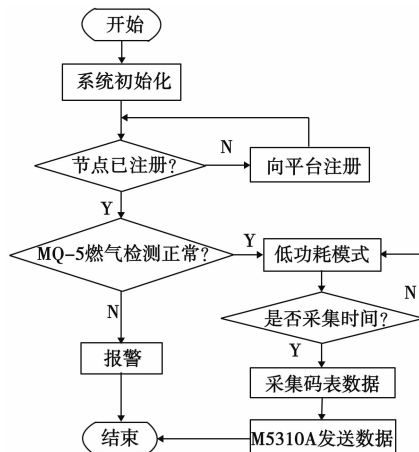 开始
系统初始化
节点已注册?
N
向平台注册
Y
MQ-5燃气检测正常?
Y
低功耗模式
N
N
是否采集时间?
报警
Y
采集码表数据
结束
M5310A发送数据